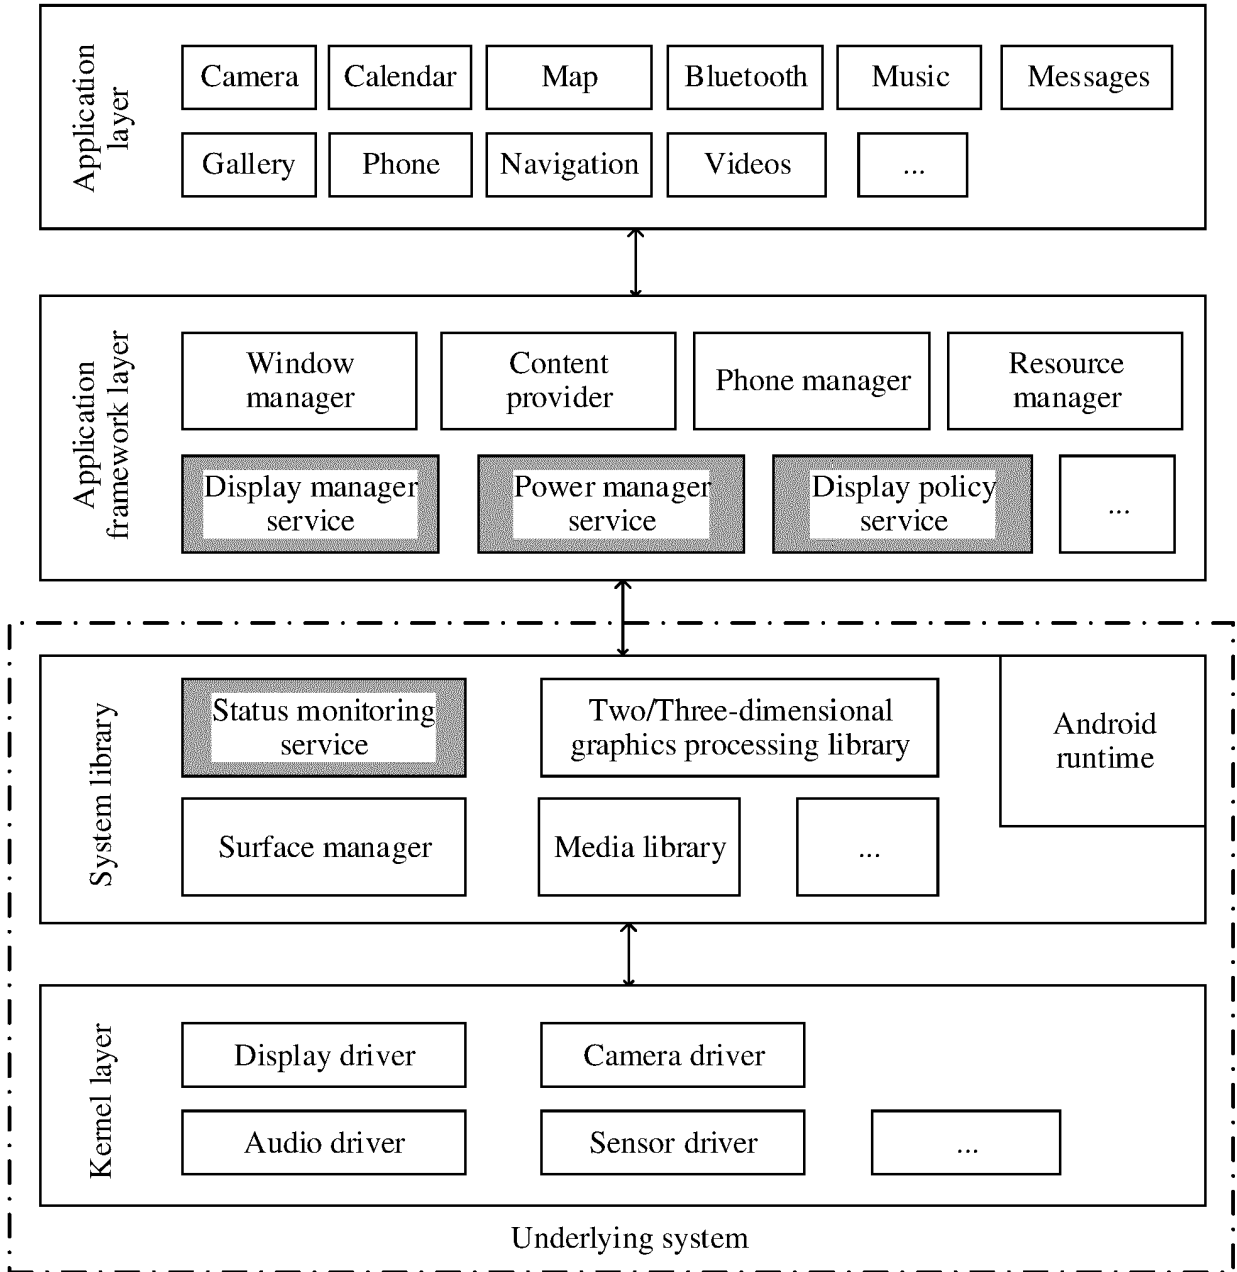 Application
layer
Camera
Calendar
Map
Bluetooth
Music
Messages
Gallery
Phone
Navigation
Videos
...
Application
framework layer
Window
manager
Content
provider
Phone manager
Resource
manager
Display manager
service
Power manager
service
Display policy
service
...
System library
Status monitoring
service
Two/Three-dimensional
graphics processing library
Android
runtime
Surface manager
Media library
...
Kernel layer
Display driver
Camera driver
Audio driver
Sensor driver
...
Underlying system